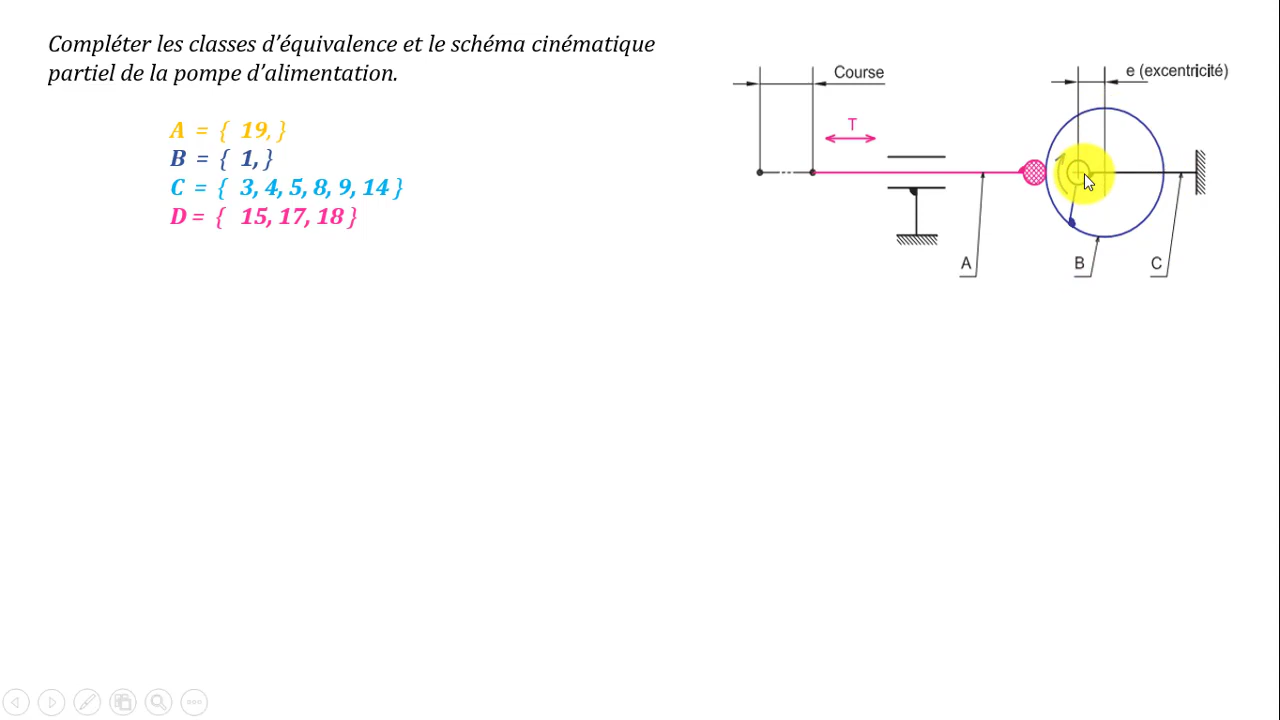 Compléter les classes d'équivalence et le schéma cinématique
partiel de la pompe d'alimentation.
A = { 19, }
B = { 1, }
C = { 3, 4, 5, 8, 9, 14 }
D = { 15, 17, 18 }
Course
e (excentricité)
T
A
B
C